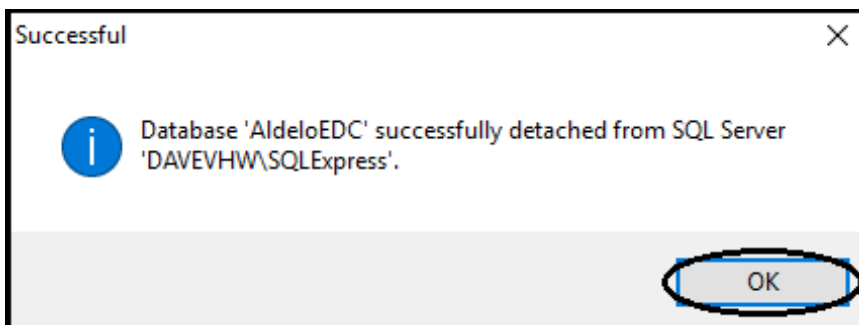 Successful
Database 'AldeloEDC' successfully detached from SQL Server
'DAVEVHW\SQLExpress'.
OK